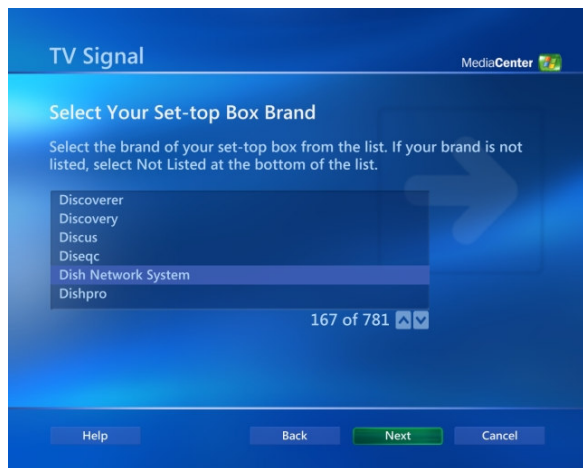 TV Signal
MediaCenter
Select Your Set-top Box Brand
Select the brand of your set-top box from the list. If your brand is not
listed, select Not Listed at the bottom of the list.
Discoverer
Discovery
Discus
Diseqc
Dish Network System
Dishpro
167 of 781
Help Back Next Cancel